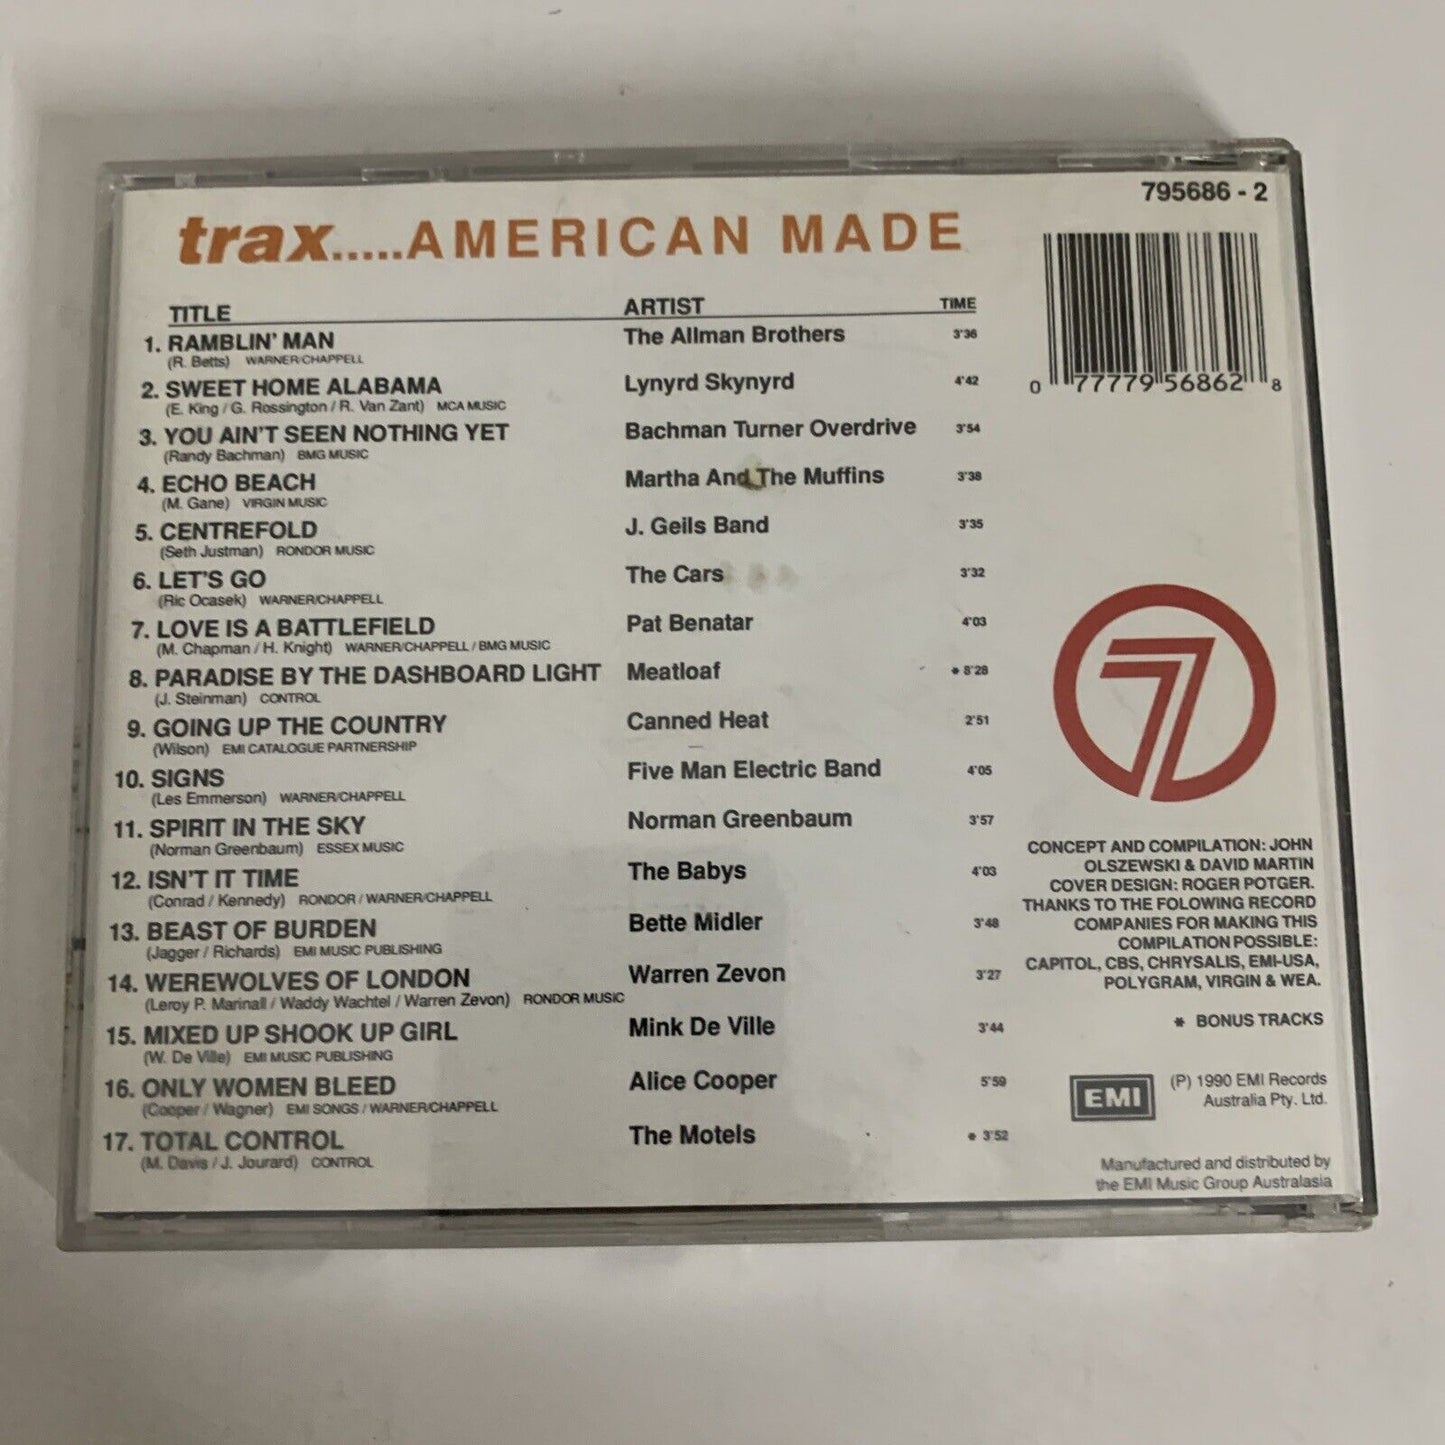 795686 - 2
trax.....AMERICAN MADE
TITLE ARTIST TIME
1. RAMBLIN' MAN The Allman Brothers 3'36
(R. Betts) WARNER/CHAPPELL
2. SWEET HOME ALABAMA Lynyrd Skynyrd 4'42
(E. King / G. Rossington / R. Van Zant) MCA MUSIC
3. YOU AIN'T SEEN NOTHING YET Bachman Turner Overdrive 3'54
(Randy Bachman) BMG MUSIC
4. ECHO BEACH Martha And The Muffins 3'38
(M. Gane) VIRGIN MUSIC
5. CENTREFOLD J. Geils Band 3'35
(Seth Justman) RONDOR MUSIC
6. LET'S GO The Cars 3'32
(Ric Ocasek) WARNER/CHAPPELL
7. LOVE IS A BATTLEFIELD Pat Benatar 4'03
(M. Chapman / H. Knight) WARNER/CHAPPELL / BMG MUSIC
8. PARADISE BY THE DASHBOARD LIGHT Meatloaf * 8'28
(J. Steinman) CONTROL
9. GOING UP THE COUNTRY Canned Heat 2'51
(Wilson) EMI CATALOGUE PARTNERSHIP
10. SIGNS Five Man Electric Band 4'05
(Les Emmerson) WARNER/CHAPPELL
11. SPIRIT IN THE SKY Norman Greenbaum 3'57
(Norman Greenbaum) ESSEX MUSIC
12. ISN'T IT TIME The Babys 4'03
(Conrad / Kennedy) RONDOR / WARNER/CHAPPELL
13. BEAST OF BURDEN Bette Midler 3'48
(Jagger / Richards) EMI MUSIC PUBLISHING
14. WEREWOLVES OF LONDON Warren Zevon 3'27
(Leroy P. Marinall / Waddy Wachtel / Warren Zevon) RONDOR MUSIC
15. MIXED UP SHOOK UP GIRL Mink De Ville 3'44
(W. De Ville) EMI MUSIC PUBLISHING
16. ONLY WOMEN BLEED Alice Cooper 5'59
(Cooper / Wagner) EMI SONGS / WARNER/CHAPPELL
17. TOTAL CONTROL The Motels * 3'52
(M. Davis / J. Jourard) CONTROL
0 77779 56862 8
7
CONCEPT AND COMPILATION: JOHN
OLSZEWSKI & DAVID MARTIN
COVER DESIGN: ROGER POTGER.
THANKS TO THE FOLOWING RECORD
COMPANIES FOR MAKING THIS
COMPILATION POSSIBLE:
CAPITOL, CBS, CHRYSALIS, EMI-USA,
POLYGRAM, VIRGIN & WEA.
* BONUS TRACKS
EMI
(P) 1990 EMI Records
Australia Pty. Ltd.
Manufactured and distributed by
the EMI Music Group Australasia